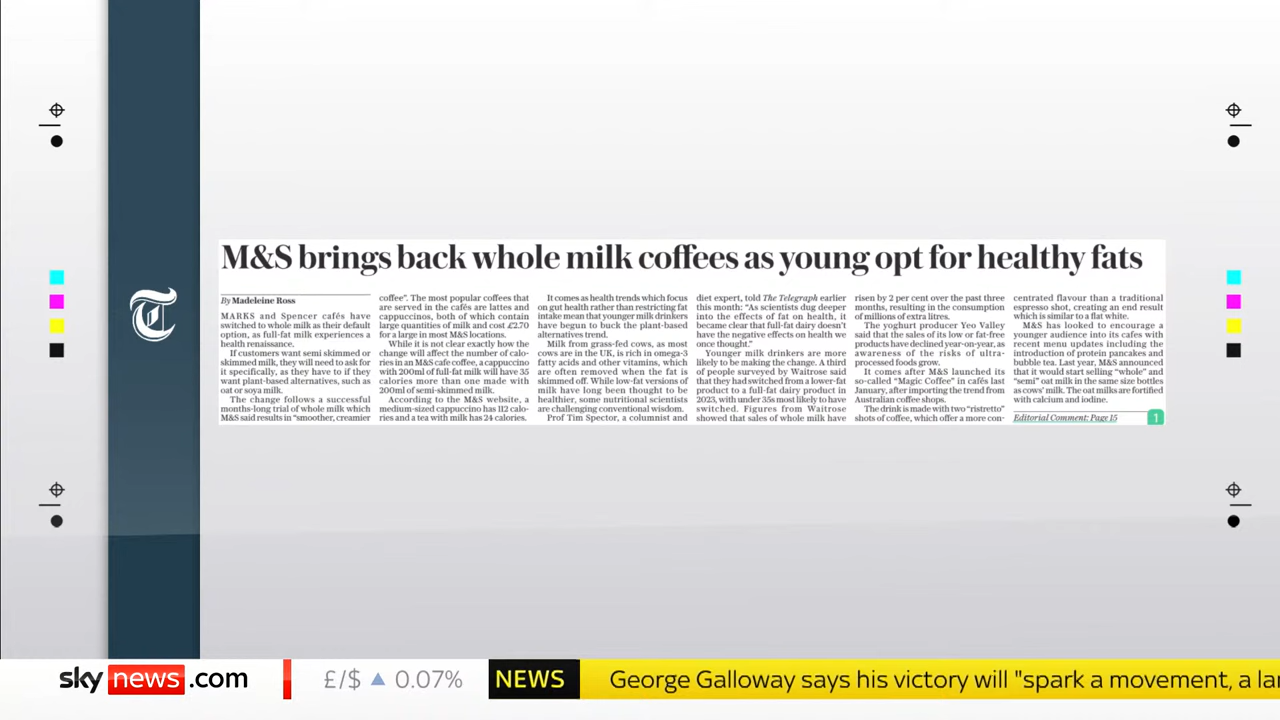 M&S brings back whole milk coffees as young opt for healthy fats
By Madeleine Ross
MARKS and Spencer cafés have
switched to whole milk as their default
option, as full-fat milk experiences a
health renaissance.
If customers want semi skimmed or
skimmed milk, they will need to ask for
it specifically, as they have to if they
want plant-based alternatives, such as
oat or soya milk.
The change follows a successful
months-long trial of whole milk which
M&S said results in "smoother, creamier
coffee". The most popular coffees that
are served in the cafés are lattes and
cappuccinos, both of which contain
large quantities of milk and cost £2.70
for a large in most M&S locations.
While it is not clear exactly how the
change will affect the number of calo-
ries in an M&S cafe coffee, a cappuccino
with 200ml of full-fat milk will have 35
calories more than one made with
200ml of semi-skimmed milk.
According to the M&S website, a
medium-sized cappuccino has 112 calo-
ries and a tea with milk has 24 calories.
It comes as health trends which focus
on gut health rather than restricting fat
intake mean that younger milk drinkers
have begun to buck the plant-based
alternatives trend.
Milk from grass-fed cows, as most
cows are in the UK, is rich in omega-3
fatty acids and other vitamins, which
are often removed when the fat is
skimmed off. While low-fat versions of
milk have long been thought to be
healthier, some nutritional scientists
are challenging conventional wisdom.
Prof Tim Spector, a columnist and
diet expert, told The Telegraph earlier
this month: "As scientists dug deeper
into the effects of fat on health, it
became clear that full-fat dairy doesn't
have the negative effects on health we
once thought."
Younger milk drinkers are more
likely to be making the change. A third
of people surveyed by Waitrose said
that they had switched from a lower-fat
product to a full-fat dairy product in
2023, with under 35s most likely to have
switched. Figures from Waitrose
showed that sales of whole milk have
risen by 2 per cent over the past three
months, resulting in the consumption
of millions of extra litres.
The yoghurt producer Yeo Valley
said that the sales of its low or fat-free
products have declined year-on-year, as
awareness of the risks of ultra-
processed foods grow.
It comes after M&S launched its
so-called "Magic Coffee" in cafés last
January, after importing the trend from
Australian coffee shops.
The drink is made with two "ristretto"
shots of coffee, which offer a more con-
centrated flavour than a traditional
espresso shot, creating an end result
which is similar to a flat white.
M&S has looked to encourage a
younger audience into its cafes with
recent menu updates including the
introduction of protein pancakes and
bubble tea. Last year, M&S announced
that it would start selling "whole" and
"semi" oat milk in the same size bottles
as cows' milk. The oat milks are fortified
with calcium and iodine.
Editorial Comment: Page 15
1
T
sky news .com
£/$ ▲ 0.07%
NEWS
George Galloway says his victory will "spark a movement, a la